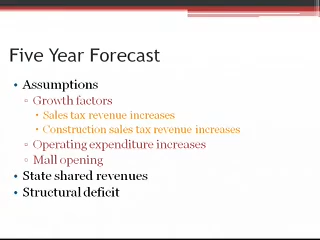 Five Year Forecast
• Assumptions
▫ Growth factors
• Sales tax revenue increases
• Construction sales tax revenue increases
▫ Operating expenditure increases
▫ Mall opening
• State shared revenues
• Structural deficit